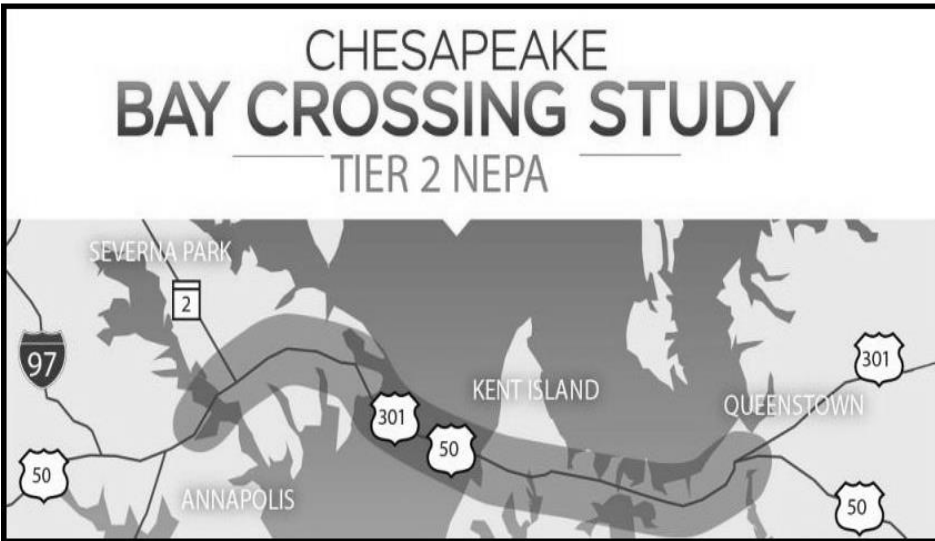 CHESAPEAKE
BAY CROSSING STUDY
TIER 2 NEPA
SEVERNA PARK
2
97
301
KENT ISLAND
QUEENSTOWN
301
50
50
ANNAPOLIS
50